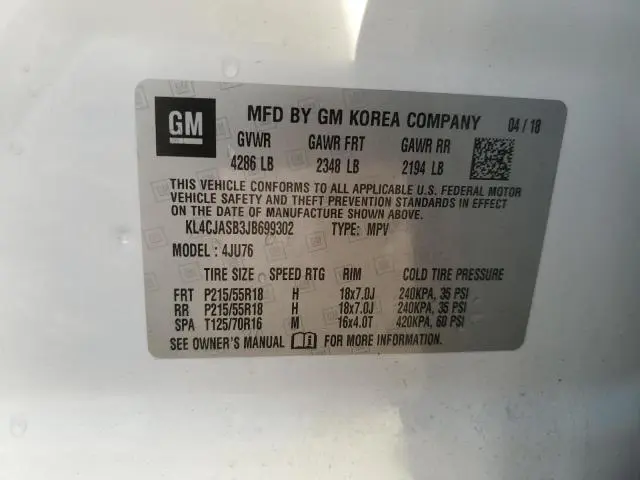 GM
MFD BY GM KOREA COMPANY 04 / 18
GVWR GAWR FRT GAWR RR
4286 LB 2348 LB 2194 LB
THIS VEHICLE CONFORMS TO ALL APPLICABLE U.S. FEDERAL MOTOR
VEHICLE SAFETY AND THEFT PREVENTION STANDARDS IN EFFECT
ON THE DATE OF MANUFACTURE SHOWN ABOVE.
KL4CJASB3JB699302 TYPE: MPV
MODEL : 4JU76
TIRE SIZE SPEED RTG RIM COLD TIRE PRESSURE
FRT P215/55R18 H 18x7.0J 240KPA, 35 PSI
RR P215/55R18 H 18x7.0J 240KPA, 35 PSI
SPA T125/70R16 M 16x4.0T 420KPA, 60 PSI
SEE OWNER'S MANUAL FOR MORE INFORMATION.